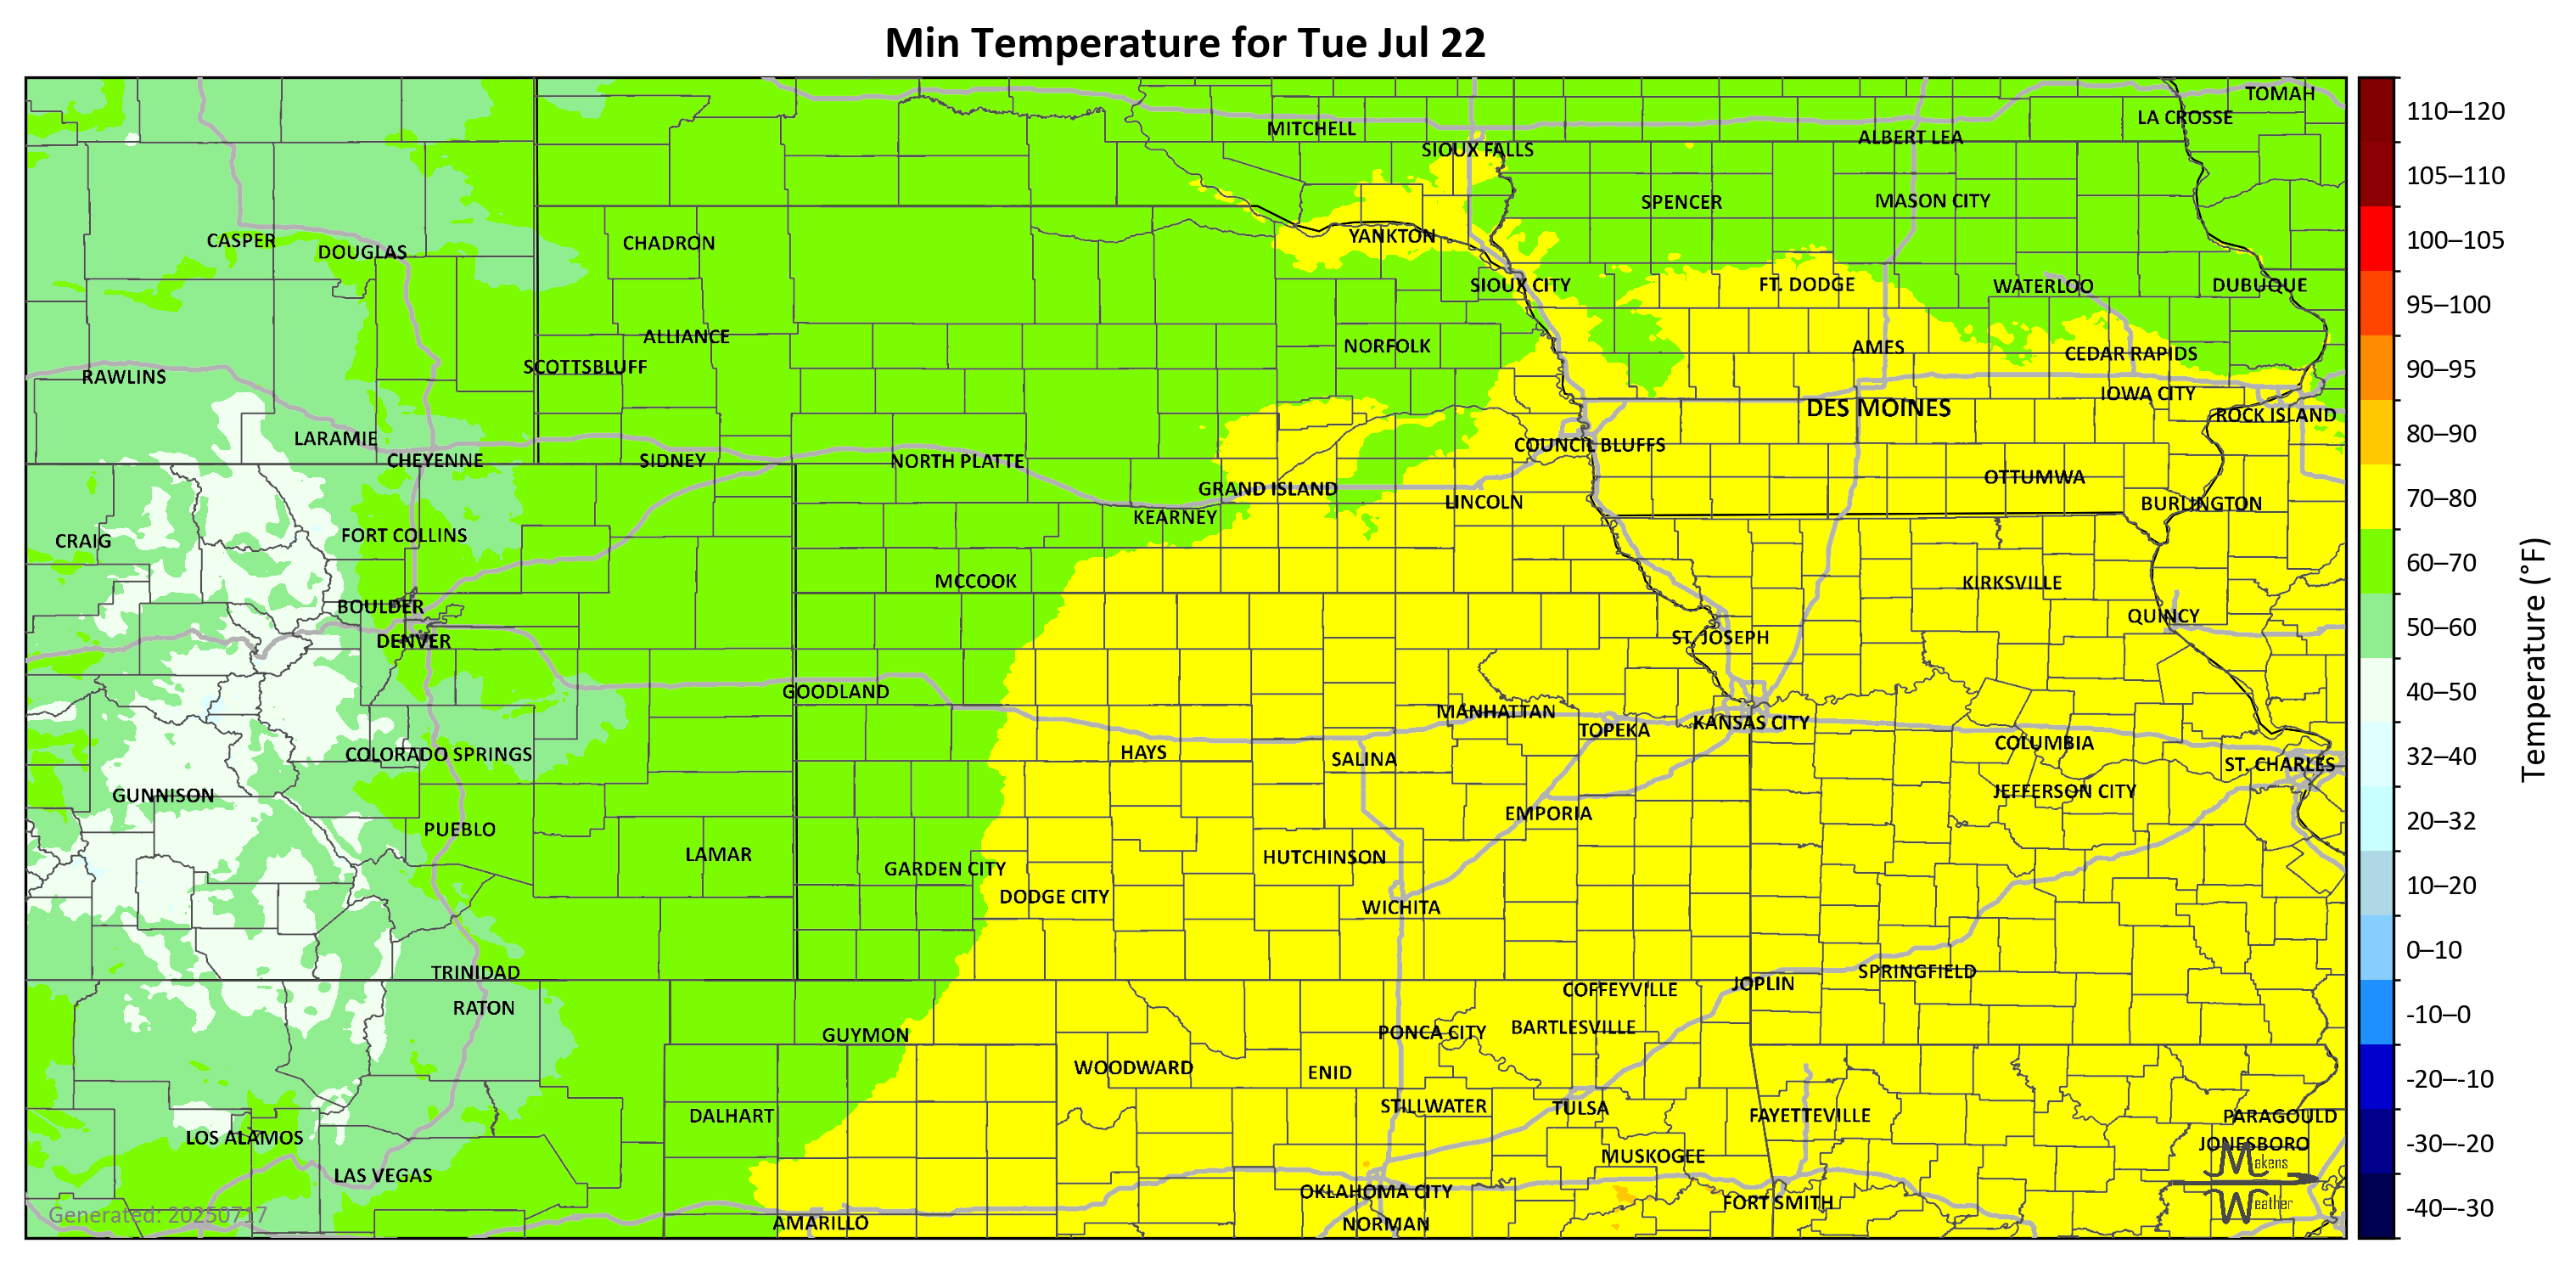 Min Temperature for Tue Jul 22
TOMAH
LA CROSSE
MITCHELL
ALBERT LEA
SIOUX FALLS
SPENCER
MASON CITY
CASPER
DOUGLAS
CHADRON
YANKTON
SIOUX CITY
FT. DODGE
WATERLOO
DUBUQUE
ALLIANCE
NORFOLK
AMES
CEDAR RAPIDS
SCOTTSBLUFF
RAWLINS
IOWA CITY
DES MOINES
ROCK ISLAND
LARAMIE
COUNCIL BLUFFS
CHEYENNE
SIDNEY
NORTH PLATTE
OTTUMWA
GRAND ISLAND
LINCOLN
BURLINGTON
KEARNEY
CRAIG
FORT COLLINS
MCCOOK
KIRKSVILLE
BOULDER
QUINCY
DENVER
ST. JOSEPH
GOODLAND
MANHATTAN
KANSAS CITY
TOPEKA
COLUMBIA
COLORADO SPRINGS
HAYS
SALINA
ST. CHARLES
GUNNISON
JEFFERSON CITY
EMPORIA
PUEBLO
LAMAR
HUTCHINSON
GARDEN CITY
DODGE CITY
WICHITA
TRINIDAD
SPRINGFIELD
JOPLIN
COFFEYVILLE
RATON
BARTLESVILLE
GUYMON
PONCA CITY
WOODWARD
ENID
STILLWATER
TULSA
DALHART
FAYETTEVILLE
PARAGOULD
LOS ALAMOS
JONESBORO
MUSKOGEE
LAS VEGAS
OKLAHOMA CITY
FORT SMITH
AMARILLO
NORMAN
Generated: 20250717
Makens
Weather
110–120
105–110
100–105
95–100
90–95
80–90
70–80
60–70
50–60
40–50
32–40
20–32
10–20
0–10
-10–0
-20–-10
-30–-20
-40–-30
Temperature (°F)